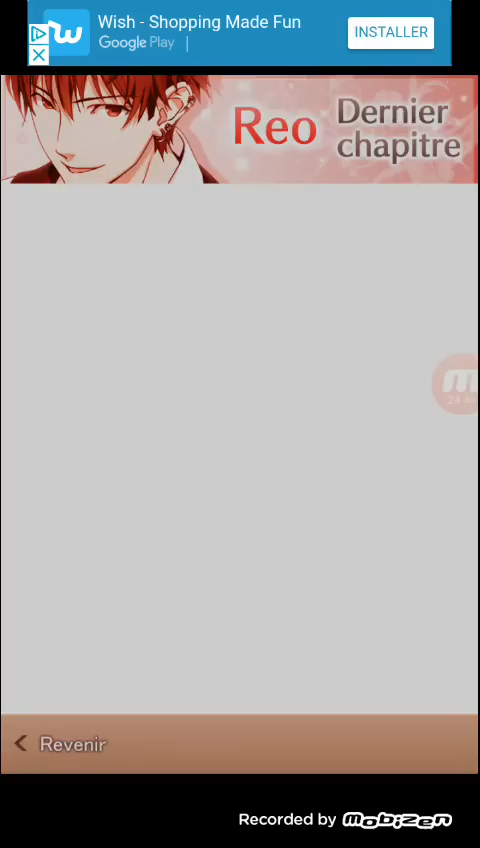 Wish - Shopping Made Fun
Google Play
INSTALLER
Reo
Dernier
chapitre
Revenir
Recorded by Mobizen